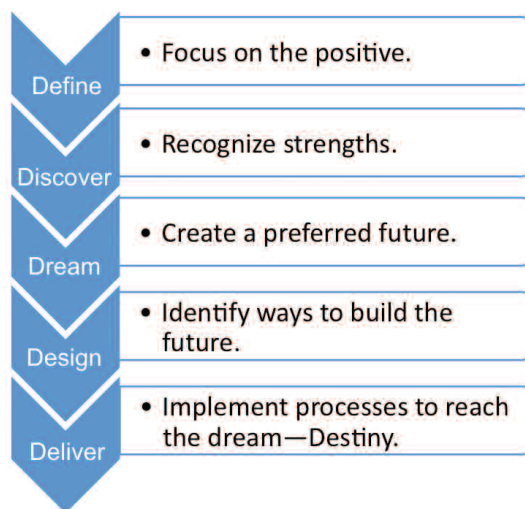 Define
• Focus on the positive.
Discover
• Recognize strengths.
Dream
• Create a preferred future.
Design
• Identify ways to build the
future.
Deliver
• Implement processes to reach
the dream—Destiny.